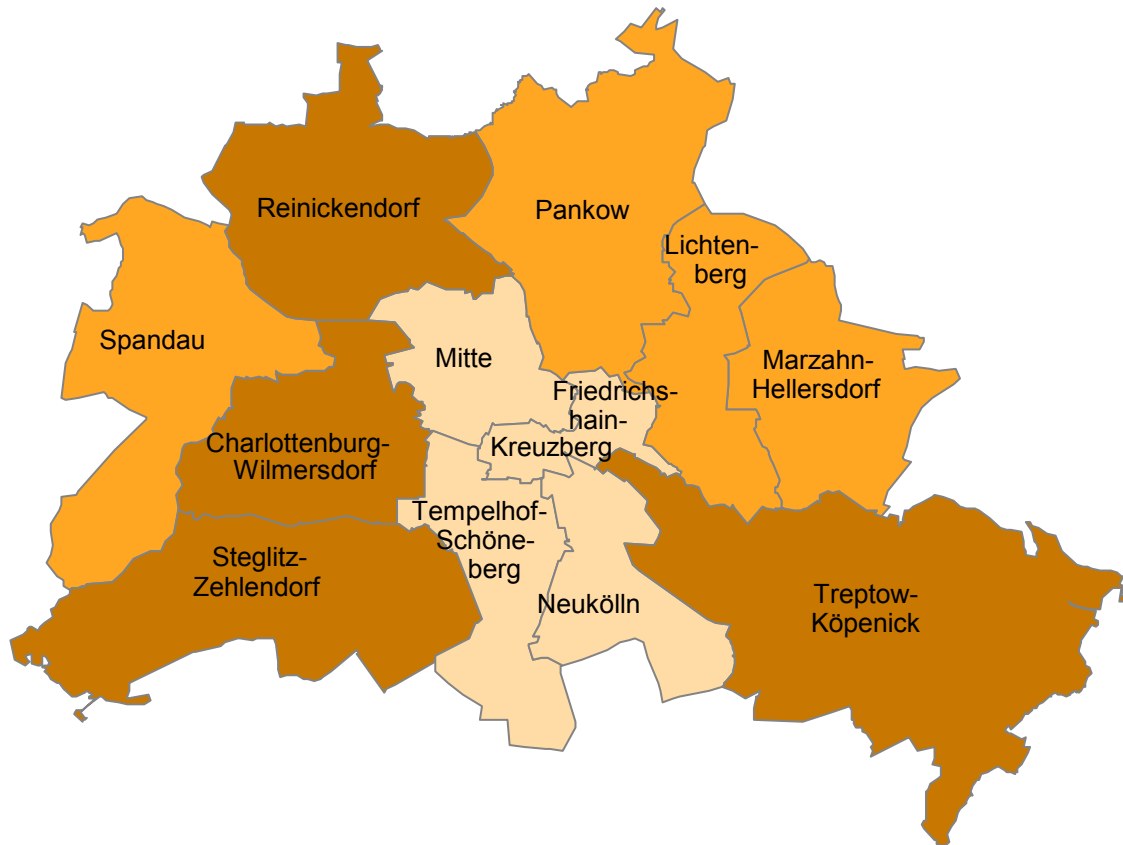 Reinickendorf
Pankow
Lichten-
berg
Spandau
Mitte
Marzahn-
Hellersdorf
Friedrichs-
hain-
Kreuzberg
Charlottenburg-
Wilmersdorf
Tempelhof-
Schöne-
berg
Steglitz-
Zehlendorf
Neukölln
Treptow-
Köpenick